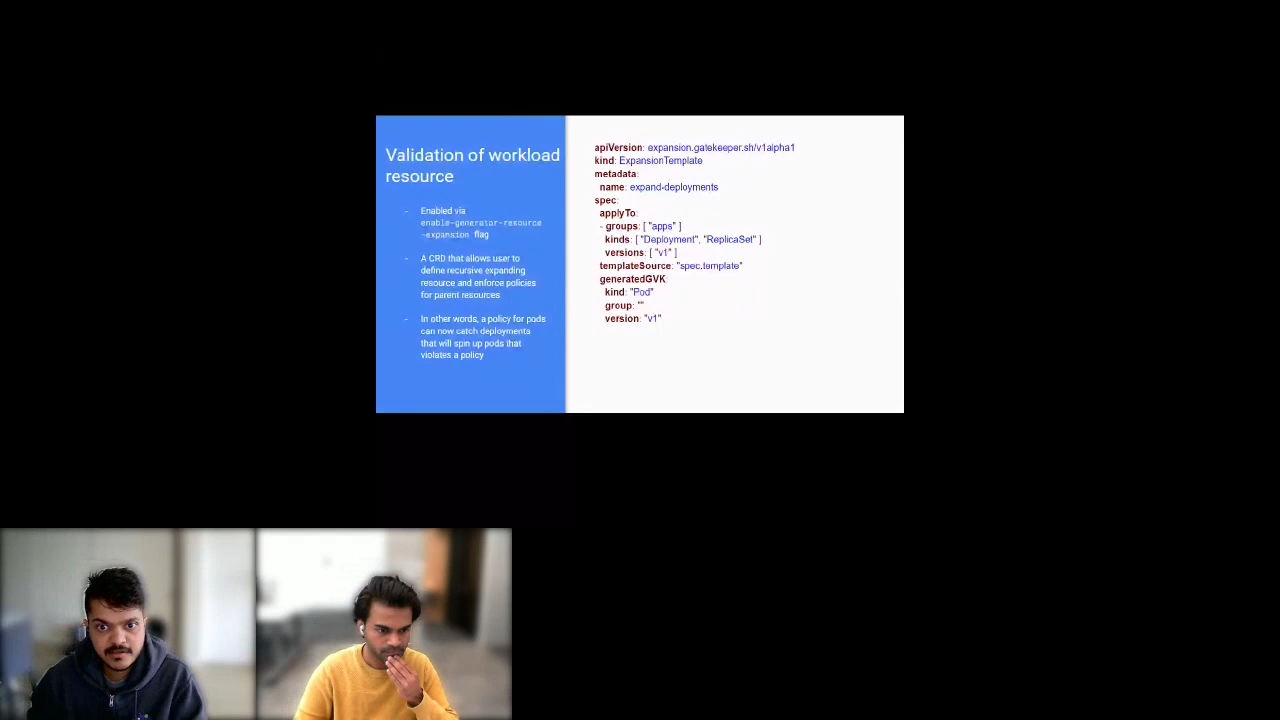 Validation of workload
resource
- Enabled via
enable-generator-resource
-expansion flag
- A CRD that allows user to
define recursive expanding
resource and enforce policies
for parent resources
- In other words, a policy for pods
can now catch deployments
that will spin up pods that
violates a policy
apiVersion: expansion.gatekeeper.sh/v1alpha1
kind: ExpansionTemplate
metadata:
name: expand-deployments
spec:
applyTo:
- groups: [ "apps" ]
kinds: [ "Deployment", "ReplicaSet" ]
versions: [ "v1" ]
templateSource: "spec.template"
generatedGVK:
kind: "Pod"
group: ""
version: "v1"